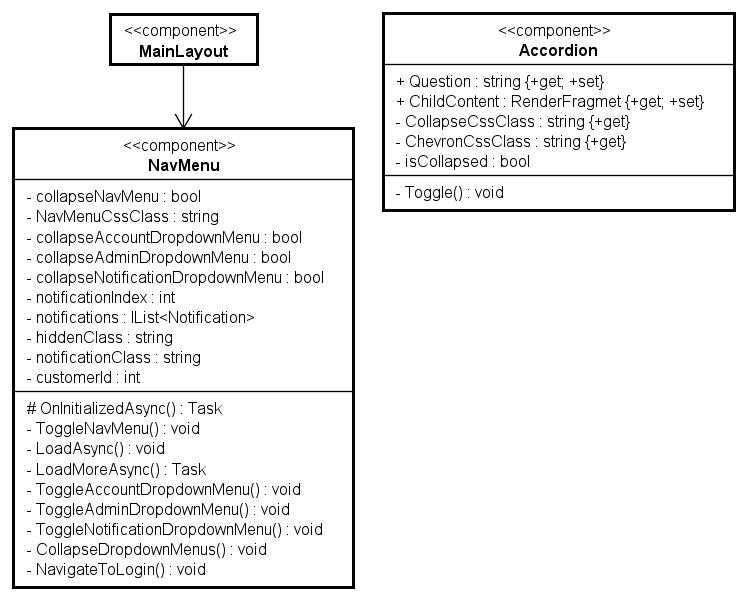 <<component>>
MainLayout
<<component>>
NavMenu
- collapseNavMenu : bool
- NavMenuCssClass : string
- collapseAccountDropdownMenu : bool
- collapseAdminDropdownMenu : bool
- collapseNotificationDropdownMenu : bool
- notificationIndex : int
- notifications : IList<Notification>
- hiddenClass : string
- notificationClass : string
- customerId : int
# OnInitializedAsync() : Task
- ToggleNavMenu() : void
- LoadAsync() : void
- LoadMoreAsync() : Task
- ToggleAccountDropdownMenu() : void
- ToggleAdminDropdownMenu() : void
- ToggleNotificationDropdownMenu() : void
- CollapseDropdownMenus() : void
- NavigateToLogin() : void
<<component>>
Accordion
+ Question : string {+get; +set}
+ ChildContent : RenderFragmet {+get; +set}
- CollapseCssClass : string {+get}
- ChevronCssClass : string {+get}
- isCollapsed : bool
- Toggle() : void